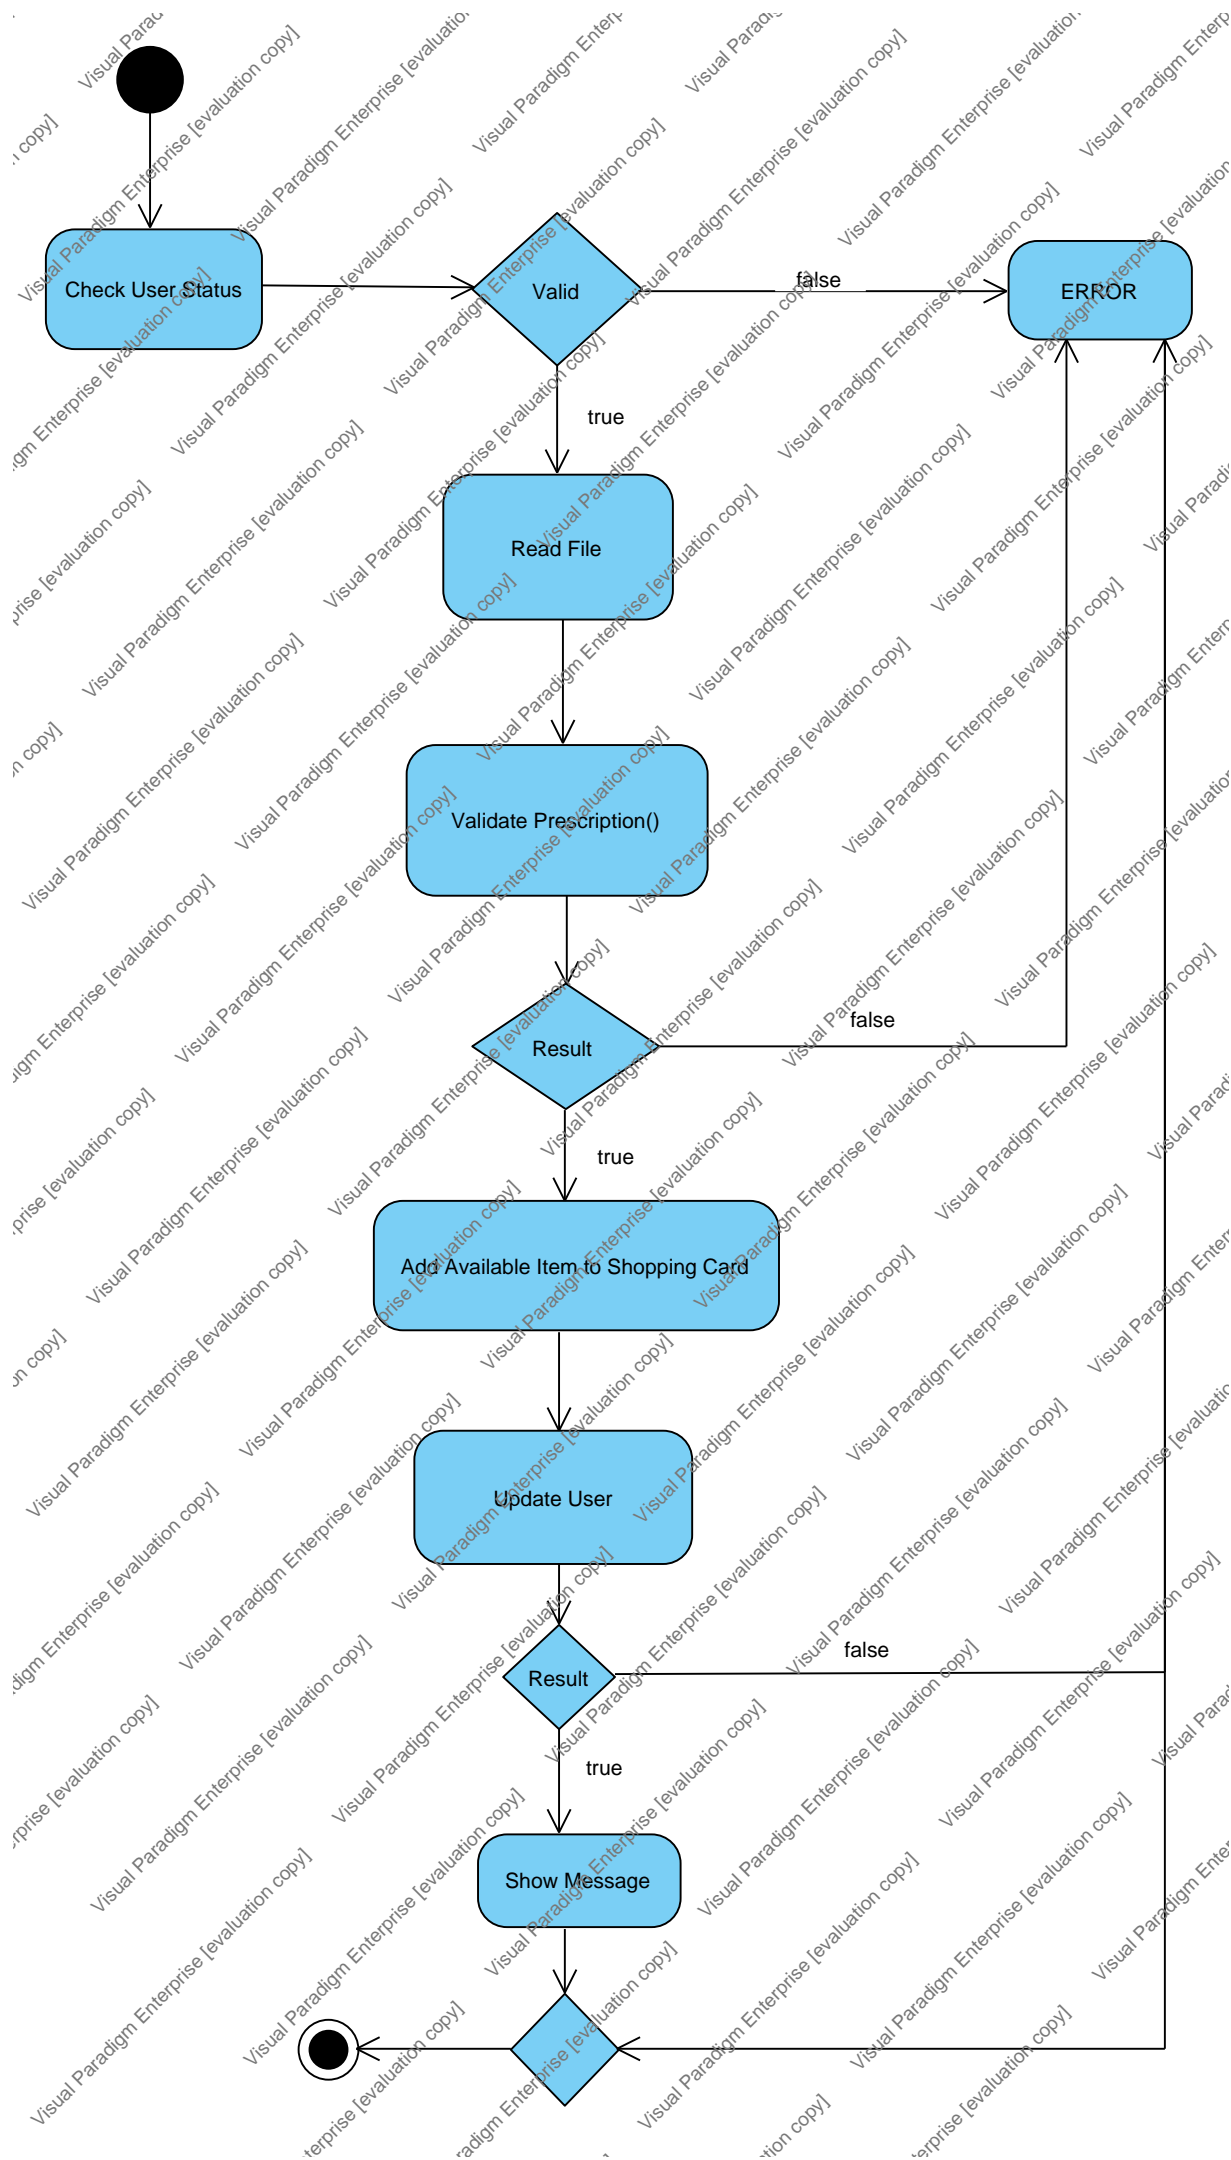 Check User Status
Valid
false
ERROR
true
Read File
Validate Prescription()
Result
false
true
Add Available Item to Shopping Card
Update User
Result
false
true
Show Message
Visual Paradigm Enterprise [evaluation copy]